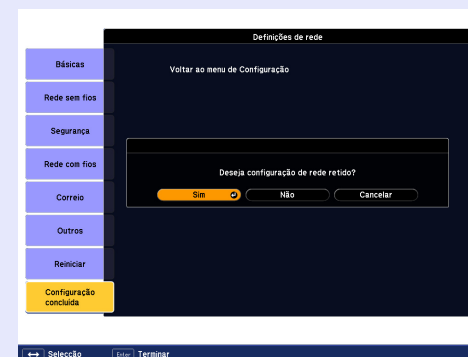 Definições de rede
Básicas
Voltar ao menu de Configuração
Rede sem fios
Segurança
Rede com fios
Deseja configuração de rede retido?
Sim Não Cancelar
Correio
Outros
Reiniciar
Configuração
concluída
Selecção Enter Terminar